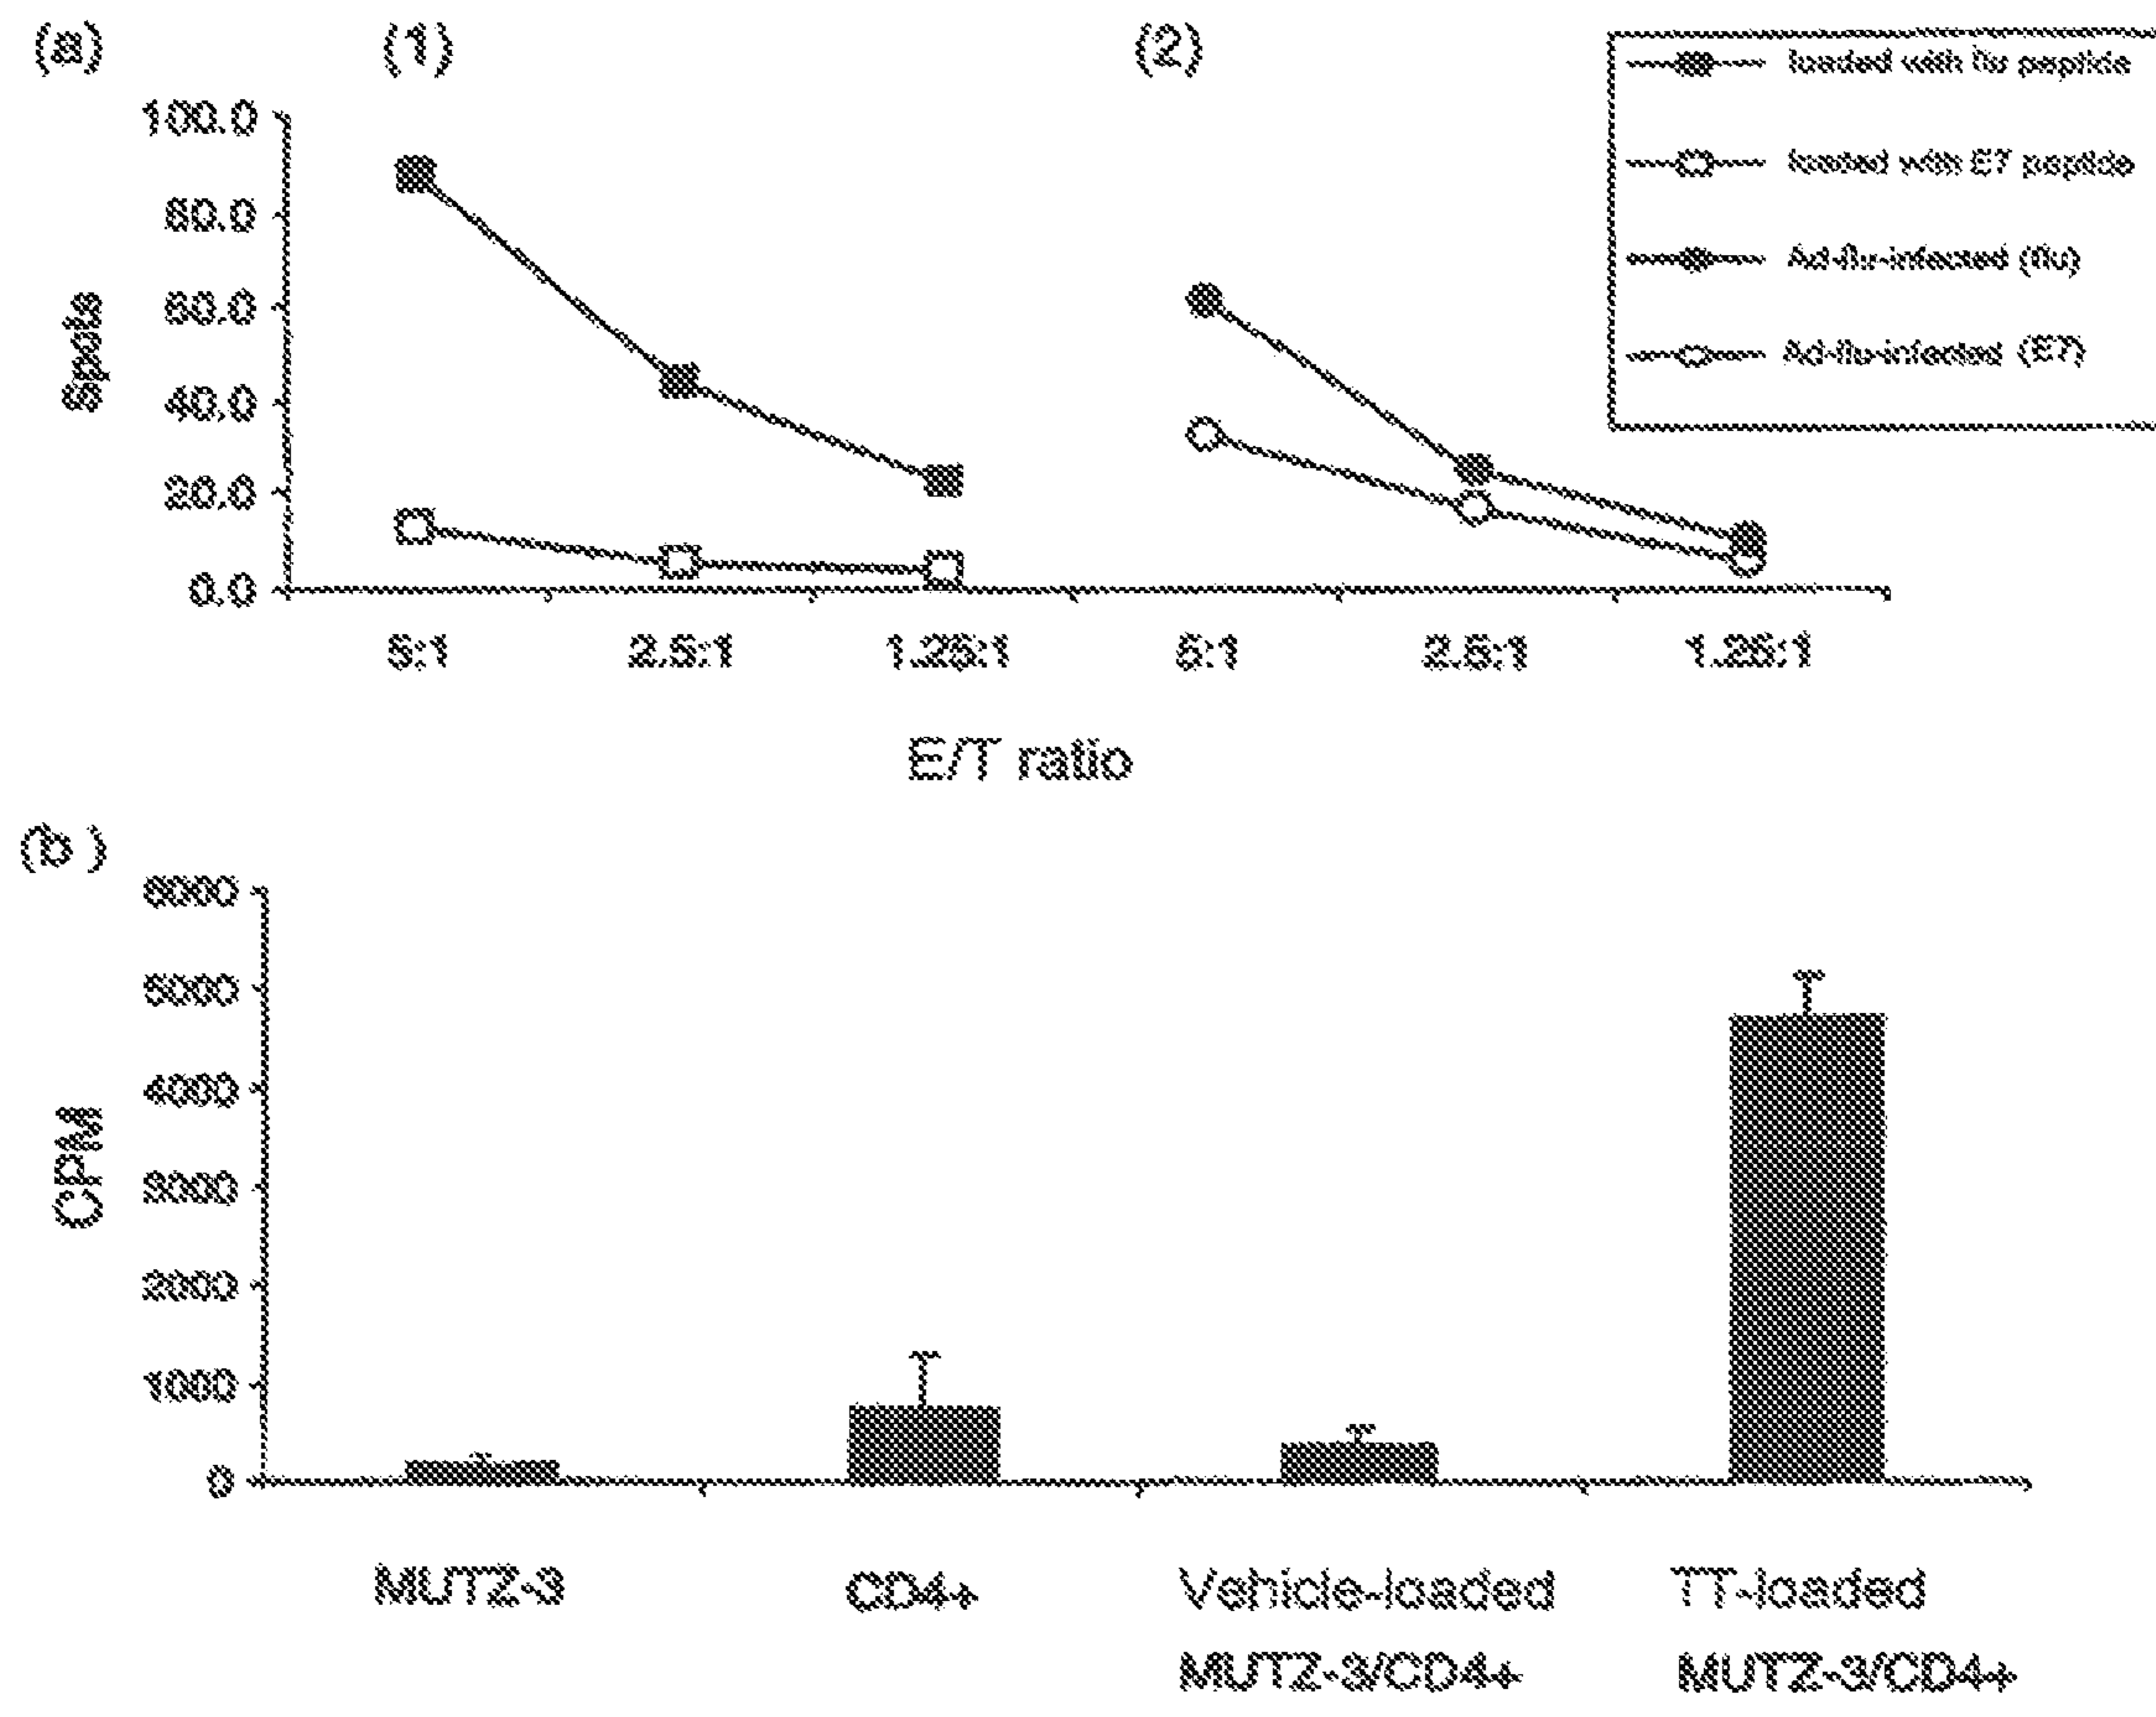 (a) (1) (2)
loaded with flu peptide
loaded with E7 peptide
Ad-flu-infected (flu)
Ad-flu-infected (E7)
100.0
80.0
60.0
40.0
20.0
0.0
Spots
5:1 2.5:1 1.25:1 5:1 2.5:1 1.25:1
E/T ratio
(b )
6000
5000
4000
3000
2000
1000
0
CPM
MUTZ-3 CD4+ Vehicle-loaded TT-loaded
MUTZ-3/CD4+ MUTZ-3/CD4+